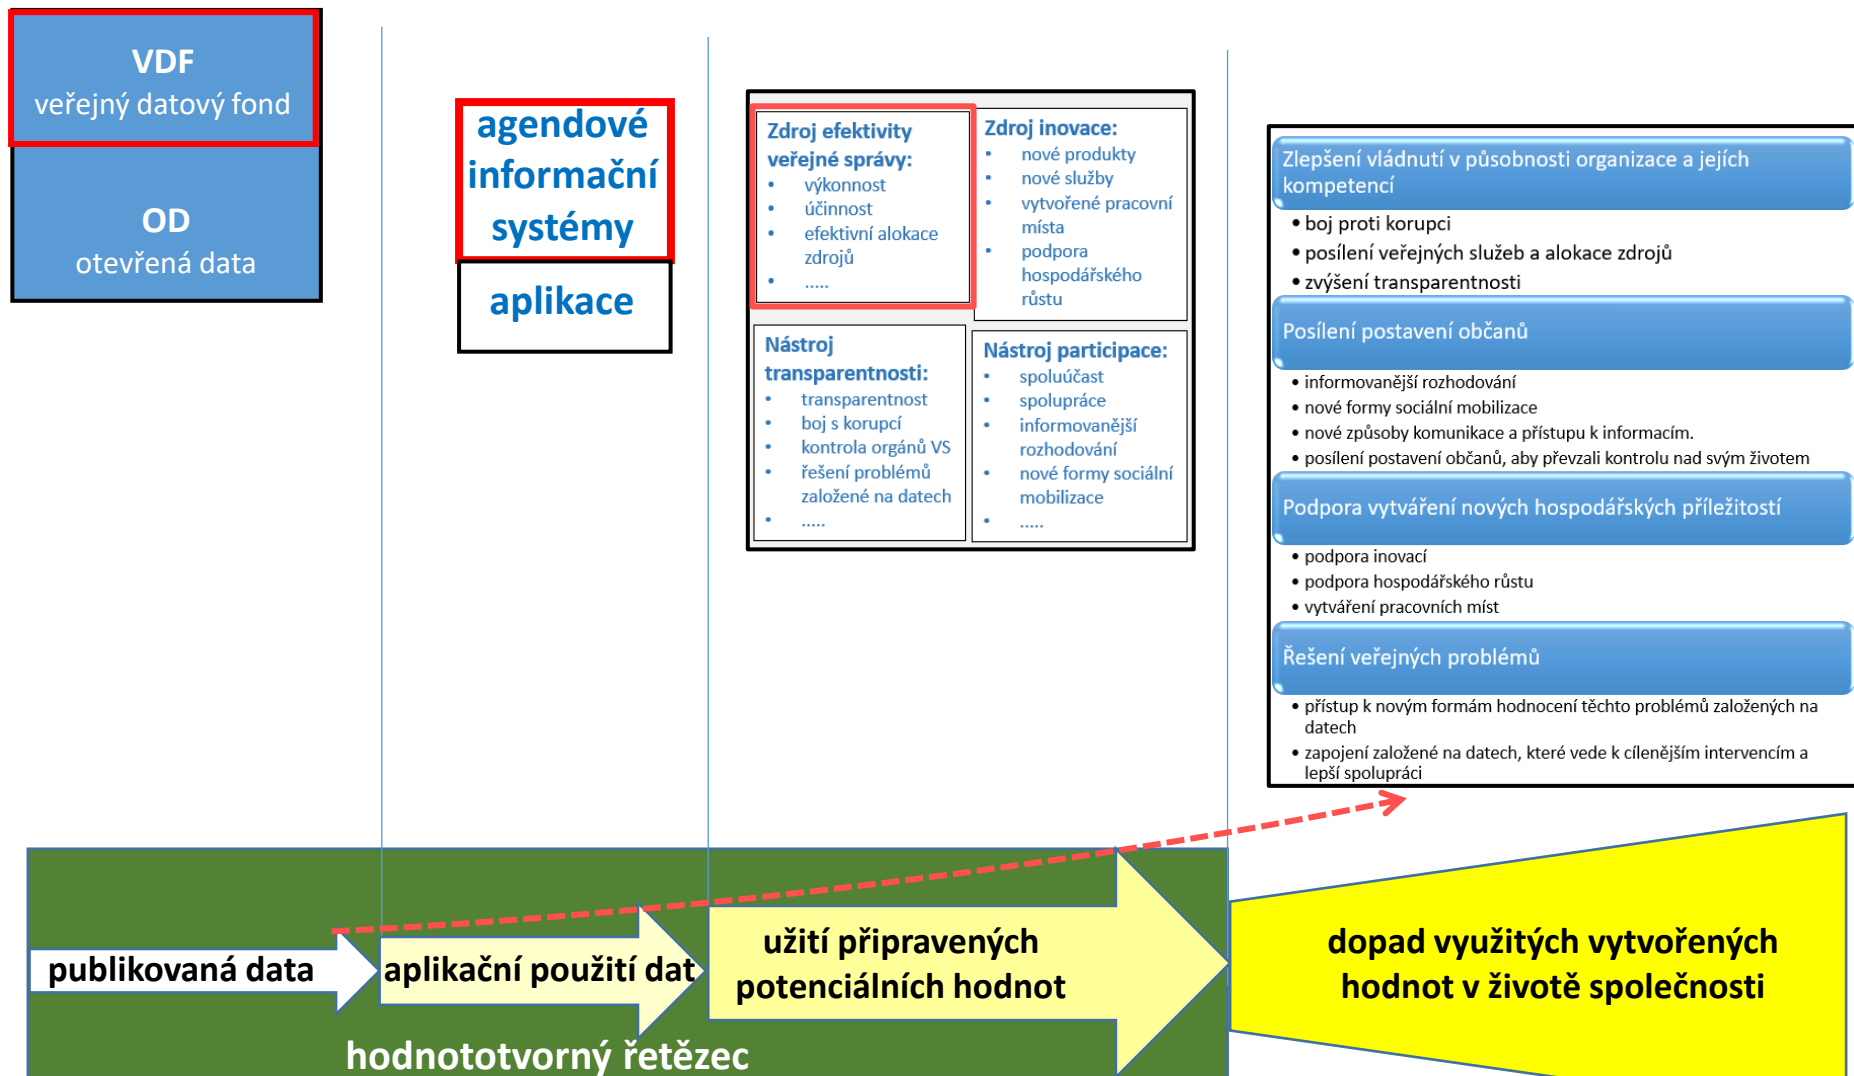 VDF
veřejný datový fond
OD
otevřená data
agendové
informační
systémy
aplikace
Zdroj efektivity
veřejné správy:
• výkonnost
• účinnost
• efektivní alokace
zdrojů
• .....
Zdroj inovace:
• nové produkty
• nové služby
• vytvořené pracovní
místa
• podpora
hospodářského
růstu
Nástroj
transparentnosti:
• transparentnost
• boj s korupcí
• kontrola orgánů VS
• řešení problémů
založené na datech
• .....
Nástroj participace:
• spoluúčast
• spolupráce
• informovanější
rozhodování
• nové formy sociální
mobilizace
• .....
Zlepšení vládnutí v působnosti organizace a jejích
kompetencí
• boj proti korupci
• posílení veřejných služeb a alokace zdrojů
• zvýšení transparentnosti
Posílení postavení občanů
• informovanější rozhodování
• nové formy sociální mobilizace
• nové způsoby komunikace a přístupu k informacím.
• posílení postavení občanů, aby převzali kontrolu nad svým životem
Podpora vytváření nových hospodářských příležitostí
• podpora inovací
• podpora hospodářského růstu
• vytváření pracovních míst
Řešení veřejných problémů
• přístup k novým formám hodnocení těchto problémů založených na
datech
• zapojení založené na datech, které vede k cílenějším intervencím a
lepší spolupráci
publikovaná data
aplikační použití dat
užití připravených
potenciálních hodnot
dopad využitých vytvořených
hodnot v životě společnosti
hodnototvorný řetězec